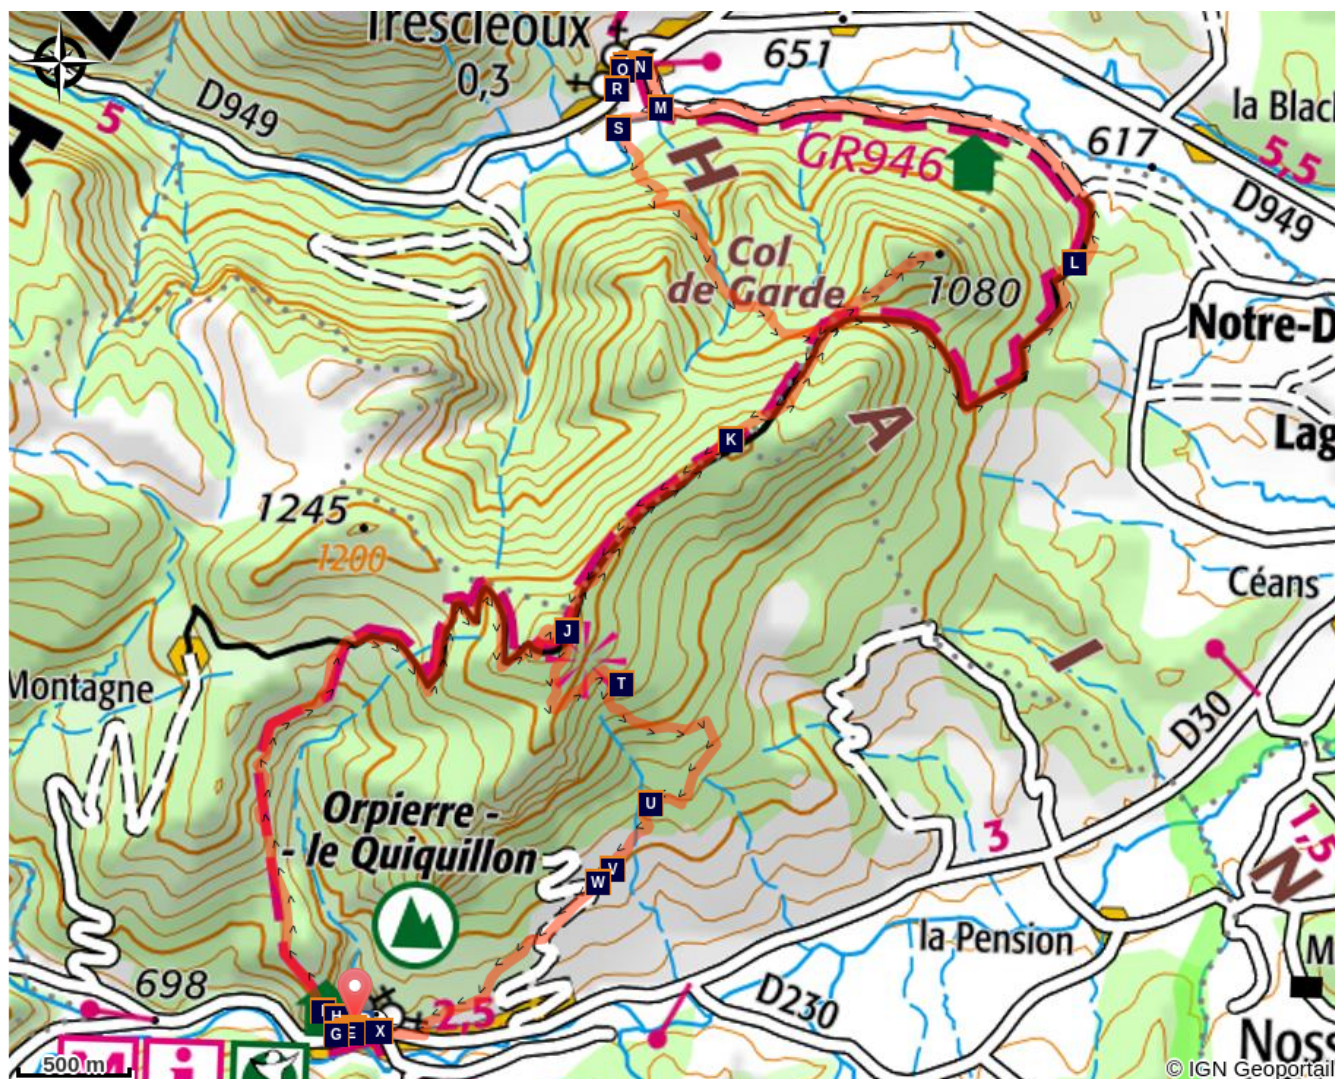 Trescléoux
0,3
O N
R
M
S
651
D949
5
la Blac
5,5
617
GR946
D949
H
Col
de Garde
1080
L
Notre-D
Lag
A
K
1245
1200
Céans
J
I
T
Montagne
D30
U
Orpierre -
- le Quiquillon
V
W
3
1,5
N
la Pension
M
698
H
G E X
2,5
D230
Noss
i
500 m
© IGN Geoportail